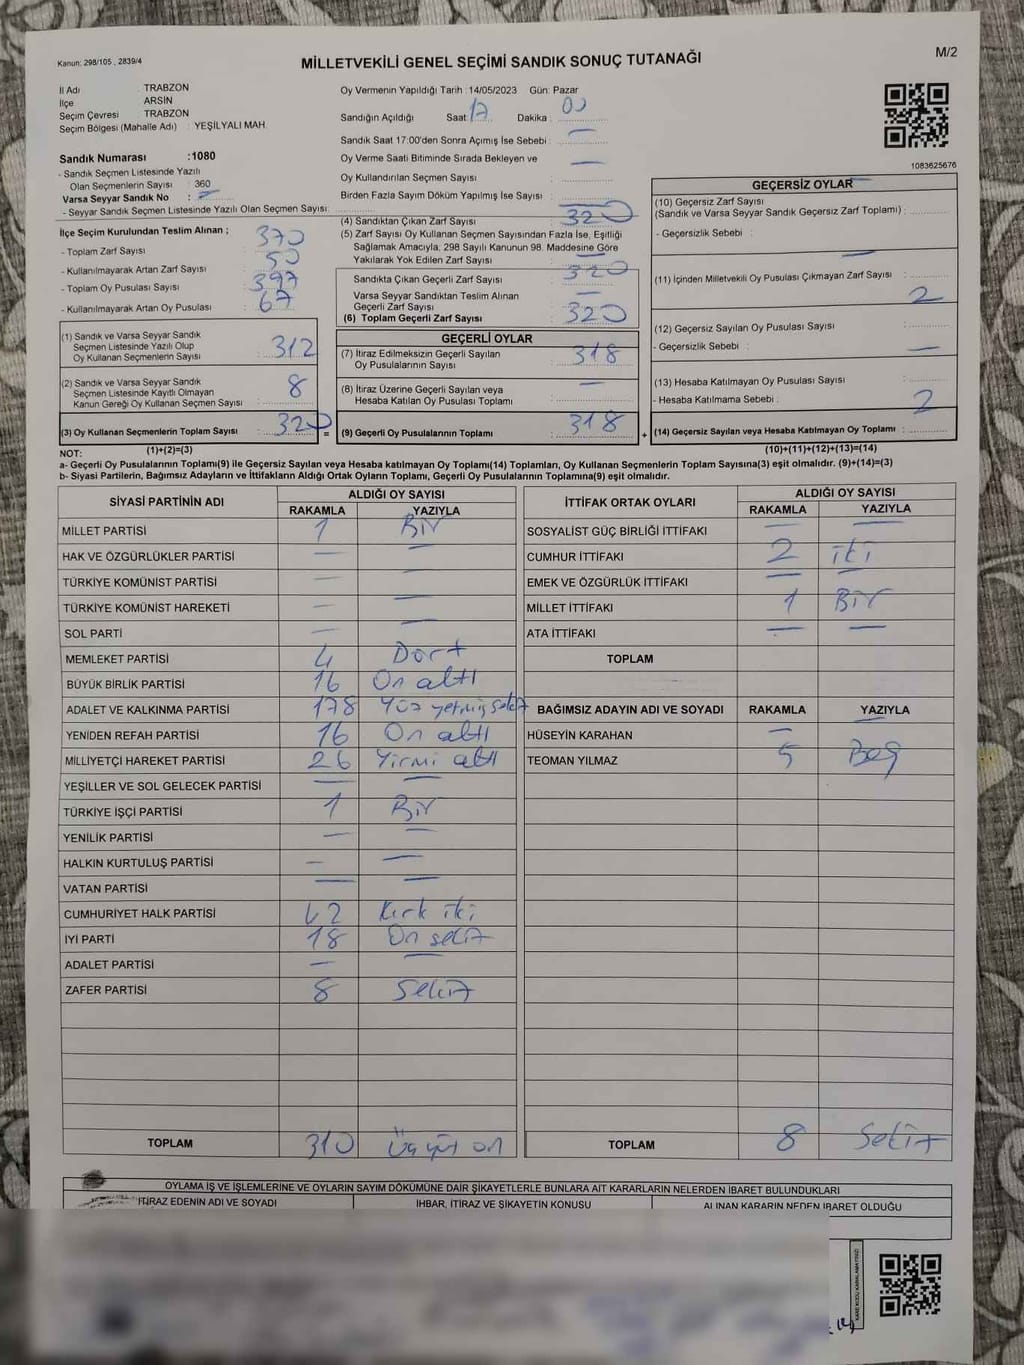 Kanun: 298/105 , 2839/4
MİLLETVEKİLİ GENEL SEÇİMİ SANDIK SONUÇ TUTANAĞI
M/2
İl Adı TRABZON
İlçe ARSİN
Seçim Çevresi TRABZON
Seçim Bölgesi (Mahalle Adı) : YEŞİLYALI MAH.
Sandık Numarası :1080
- Sandık Seçmen Listesinde Yazılı
Olan Seçmenlerin Sayısı : 360
Varsa Seyyar Sandık No : —
- Seyyar Sandık Seçmen Listesinde Yazılı Olan Seçmen Sayısı:
Oy Vermenin Yapıldığı Tarih :14/05/2023 Gün: Pazar
Sandığın Açıldığı Saat : 17 Dakika : 00
Sandık Saat 17:00'den Sonra Açımış İse Sebebi : —
Oy Verme Saati Bitiminde Sırada Bekleyen ve
Oy Kullandırılan Seçmen Sayısı : —
Birden Fazla Sayım Döküm Yapılmış İse Sayısı : —
1083625676
İlçe Seçim Kurulundan Teslim Alınan ;
- Toplam Zarf Sayısı : 370
- Kullanılmayarak Artan Zarf Sayısı : 50
- Toplam Oy Pusulası Sayısı : 397
- Kullanılmayarak Artan Oy Pusulası : 67
(1) Sandık ve Varsa Seyyar Sandık
Seçmen Listesinde Yazılı Olup
Oy Kullanan Seçmenlerin Sayısı : 312
(2) Sandık ve Varsa Seyyar Sandık
Seçmen Listesinde Kayıtlı Olmayan
Kanun Gereği Oy Kullanan Seçmen Sayısı : 8
(3) Oy Kullanan Seçmenlerin Toplam Sayısı : 320
(4) Sandıktan Çıkan Zarf Sayısı : 320
(5) Zarf Sayısı Oy Kullanan Seçmen Sayısından Fazla İse, Eşitliği
Sağlamak Amacıyla, 298 Sayılı Kanunun 98. Maddesine Göre
Yakılarak Yok Edilen Zarf Sayısı : —
Sandıkta Çıkan Geçerli Zarf Sayısı : 320
Varsa Seyyar Sandıktan Teslim Alınan
Geçerli Zarf Sayısı : —
(6) Toplam Geçerli Zarf Sayısı : 320
GEÇERLİ OYLAR
(7) İtiraz Edilmeksizin Geçerli Sayılan
Oy Pusulalarının Sayısı : 318
(8) İtiraz Üzerine Geçerli Sayılan veya
Hesaba Katılan Oy Pusulası Toplamı : —
= (9) Geçerli Oy Pusulalarının Toplamı : 318
GEÇERSİZ OYLAR
(10) Geçersiz Zarf Sayısı
(Sandık ve Varsa Seyyar Sandık Geçersiz Zarf Toplamı) : —
- Geçersizlik Sebebi :
(11) İçinden Milletvekili Oy Pusulası Çıkmayan Zarf Sayısı : —
(12) Geçersiz Sayılan Oy Pusulası Sayısı : 2
- Geçersizlik Sebebi :
(13) Hesaba Katılmayan Oy Pusulası Sayısı : —
- Hesaba Katılmama Sebebi :
+ (14) Geçersiz Sayılan veya Hesaba Katılmayan Oy Toplamı : 2
NOT: (1)+(2)=(3) (10)+(11)+(12)+(13)=(14)
a- Geçerli Oy Pusulalarının Toplamı(9) ile Geçersiz Sayılan veya Hesaba katılmayan Oy Toplamı(14) Toplamları, Oy Kullanan Seçmenlerin Toplam Sayısına(3) eşit olmalıdır. (9)+(14)=(3)
b- Siyasi Partilerin, Bağımsız Adayların ve İttifakların Aldığı Ortak Oyların Toplamı, Geçerli Oy Pusulalarının Toplamına(9) eşit olmalıdır.
SİYASİ PARTİNİN ADI ALDIĞI OY SAYISI
RAKAMLA YAZIYLA
MİLLET PARTİSİ 1 Bir
HAK VE ÖZGÜRLÜKLER PARTİSİ — —
TÜRKİYE KOMÜNİST PARTİSİ — —
TÜRKİYE KOMÜNİST HAREKETİ — —
SOL PARTİ — —
MEMLEKET PARTİSİ 4 Dört
BÜYÜK BİRLİK PARTİSİ 16 On altı
ADALET VE KALKINMA PARTİSİ 178 Yüz yetmiş sekiz
YENİDEN REFAH PARTİSİ 16 On altı
MİLLİYETÇİ HAREKET PARTİSİ 26 Yirmi altı
YEŞİLLER VE SOL GELECEK PARTİSİ — —
TÜRKİYE İŞÇİ PARTİSİ 1 Bir
YENİLİK PARTİSİ — —
HALKIN KURTULUŞ PARTİSİ — —
VATAN PARTİSİ — —
CUMHURİYET HALK PARTİSİ 42 Kırk iki
İYİ PARTİ 18 On sekiz
ADALET PARTİSİ — —
ZAFER PARTİSİ 8 Sekiz
TOPLAM 310 Üçyüz on
İTTİFAK ORTAK OYLARI ALDIĞI OY SAYISI
RAKAMLA YAZIYLA
SOSYALİST GÜÇ BİRLİĞİ İTTİFAKI — —
CUMHUR İTTİFAKI 2 iki
EMEK VE ÖZGÜRLÜK İTTİFAKI — —
MİLLET İTTİFAKI 1 Bir
ATA İTTİFAKI — —
TOPLAM
BAĞIMSIZ ADAYIN ADI VE SOYADI RAKAMLA YAZIYLA
HÜSEYİN KARAHAN — —
TEOMAN YILMAZ 5 Beş
TOPLAM 8 Sekiz
OYLAMA İŞ VE İŞLEMLERİNE VE OYLARIN SAYIM DÖKÜMÜNE DAİR ŞİKAYETLERLE BUNLARA AİT KARARLARIN NELERDEN İBARET BULUNDUKLARI
İTİRAZ EDENİN ADI VE SOYADI İHBAR, İTİRAZ VE ŞİKAYETİN KONUSU ALINAN KARARIN NEDEN İBARET OLDUĞU
KARE KODU KARALAMAYINIZ!